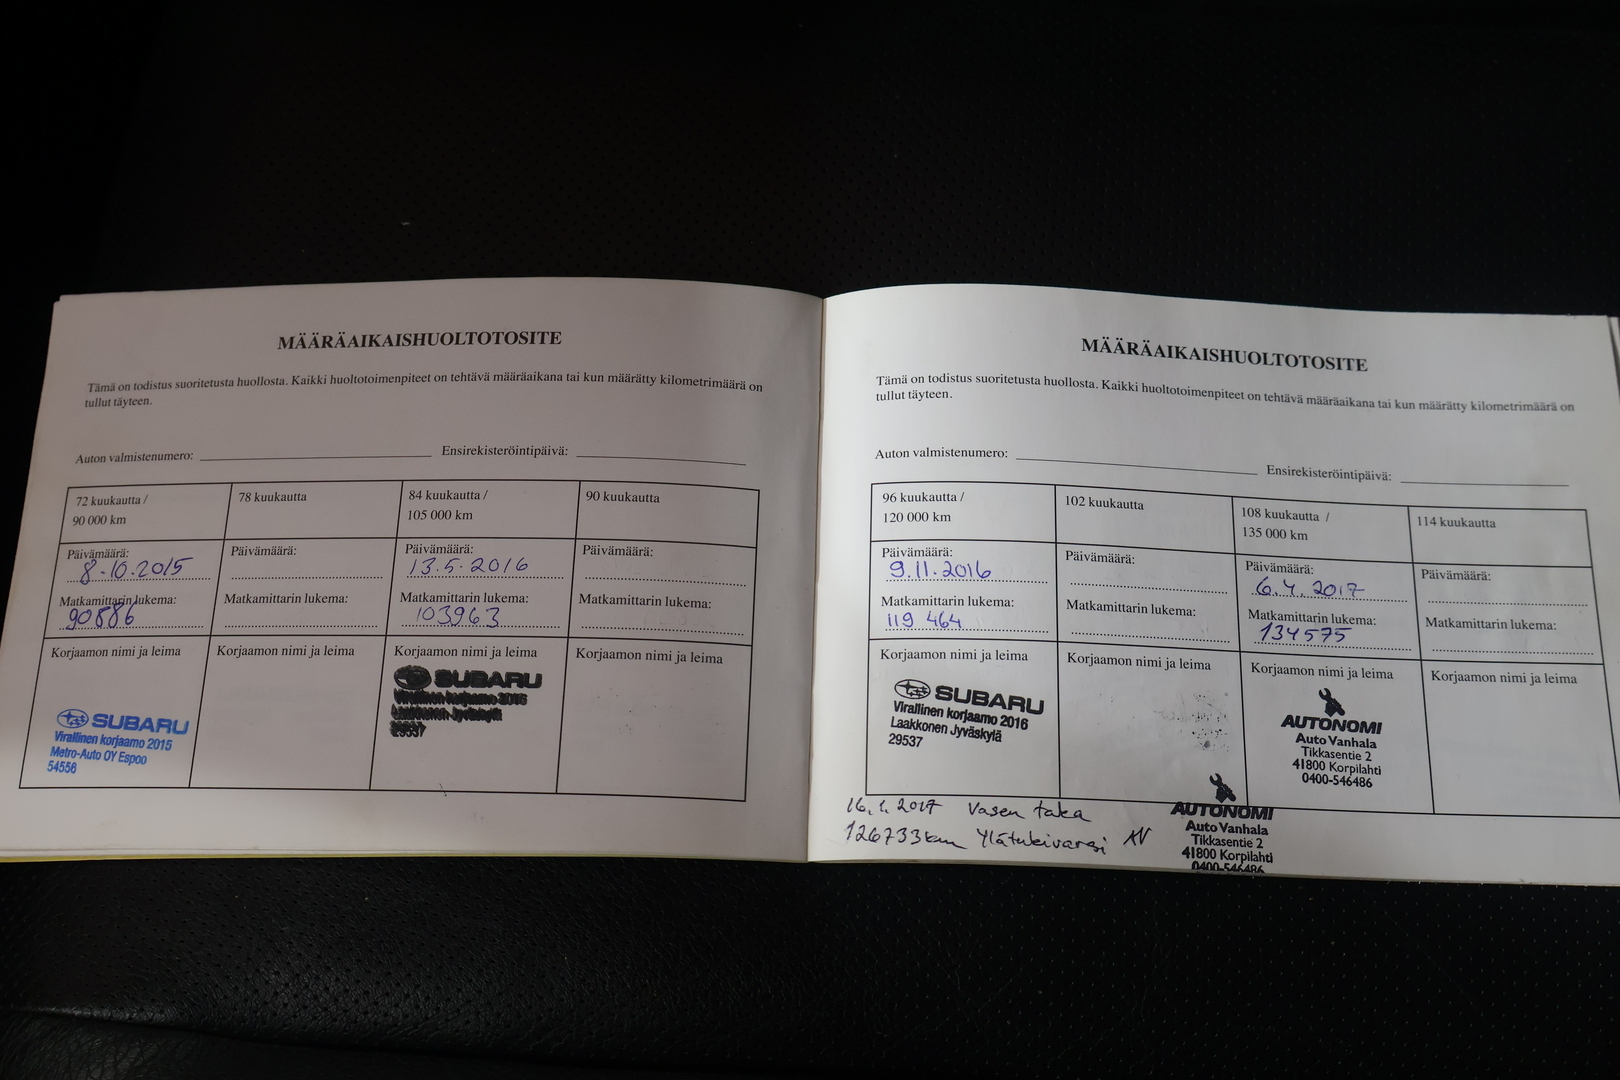 MÄÄRÄAIKAISHUOLTOTOSITE
Tämä on todistus suoritetusta huollosta. Kaikki huoltotoimenpiteet on tehtävä määräaikana tai kun määrätty kilometrimäärä on
tullut täyteen.
Auton valmistenumero: Ensirekisteröintipäivä:
72 kuukautta /
90 000 km
78 kuukautta
84 kuukautta /
105 000 km
90 kuukautta
Päivämäärä:
8.10.2015
Päivämäärä:
Päivämäärä:
13.5.2016
Päivämäärä:
Matkamittarin lukema:
90886
Matkamittarin lukema:
Matkamittarin lukema:
103963
Matkamittarin lukema:
Korjaamon nimi ja leima
SUBARU
Virallinen korjaamo 2015
Metro-Auto OY Espoo
54556
Korjaamon nimi ja leima
Korjaamon nimi ja leima
SUBARU
Virallinen korjaamo 2016
Laakkonen Jyväskylä
29537
Korjaamon nimi ja leima
MÄÄRÄAIKAISHUOLTOTOSITE
Tämä on todistus suoritetusta huollosta. Kaikki huoltotoimenpiteet on tehtävä määräaikana tai kun määrätty kilometrimäärä on
tullut täyteen.
Auton valmistenumero: Ensirekisteröintipäivä:
96 kuukautta /
120 000 km
102 kuukautta
108 kuukautta /
135 000 km
114 kuukautta
Päivämäärä:
9.11.2016
Päivämäärä:
Päivämäärä:
6.4.2017
Päivämäärä:
Matkamittarin lukema:
119 464
Matkamittarin lukema:
Matkamittarin lukema:
134575
Matkamittarin lukema:
Korjaamon nimi ja leima
SUBARU
Virallinen korjaamo 2016
Laakkonen Jyväskylä
29537
Korjaamon nimi ja leima
Korjaamon nimi ja leima
AUTONOMI
Auto Vanhala
Tikkasentie 2
41800 Korpilahti
0400-546486
Korjaamon nimi ja leima
16.1.2017 Vasen taka
126733km Ylätukivarsi AV
AUTONOMI
Auto Vanhala
Tikkasentie 2
41800 Korpilahti
0400-546486